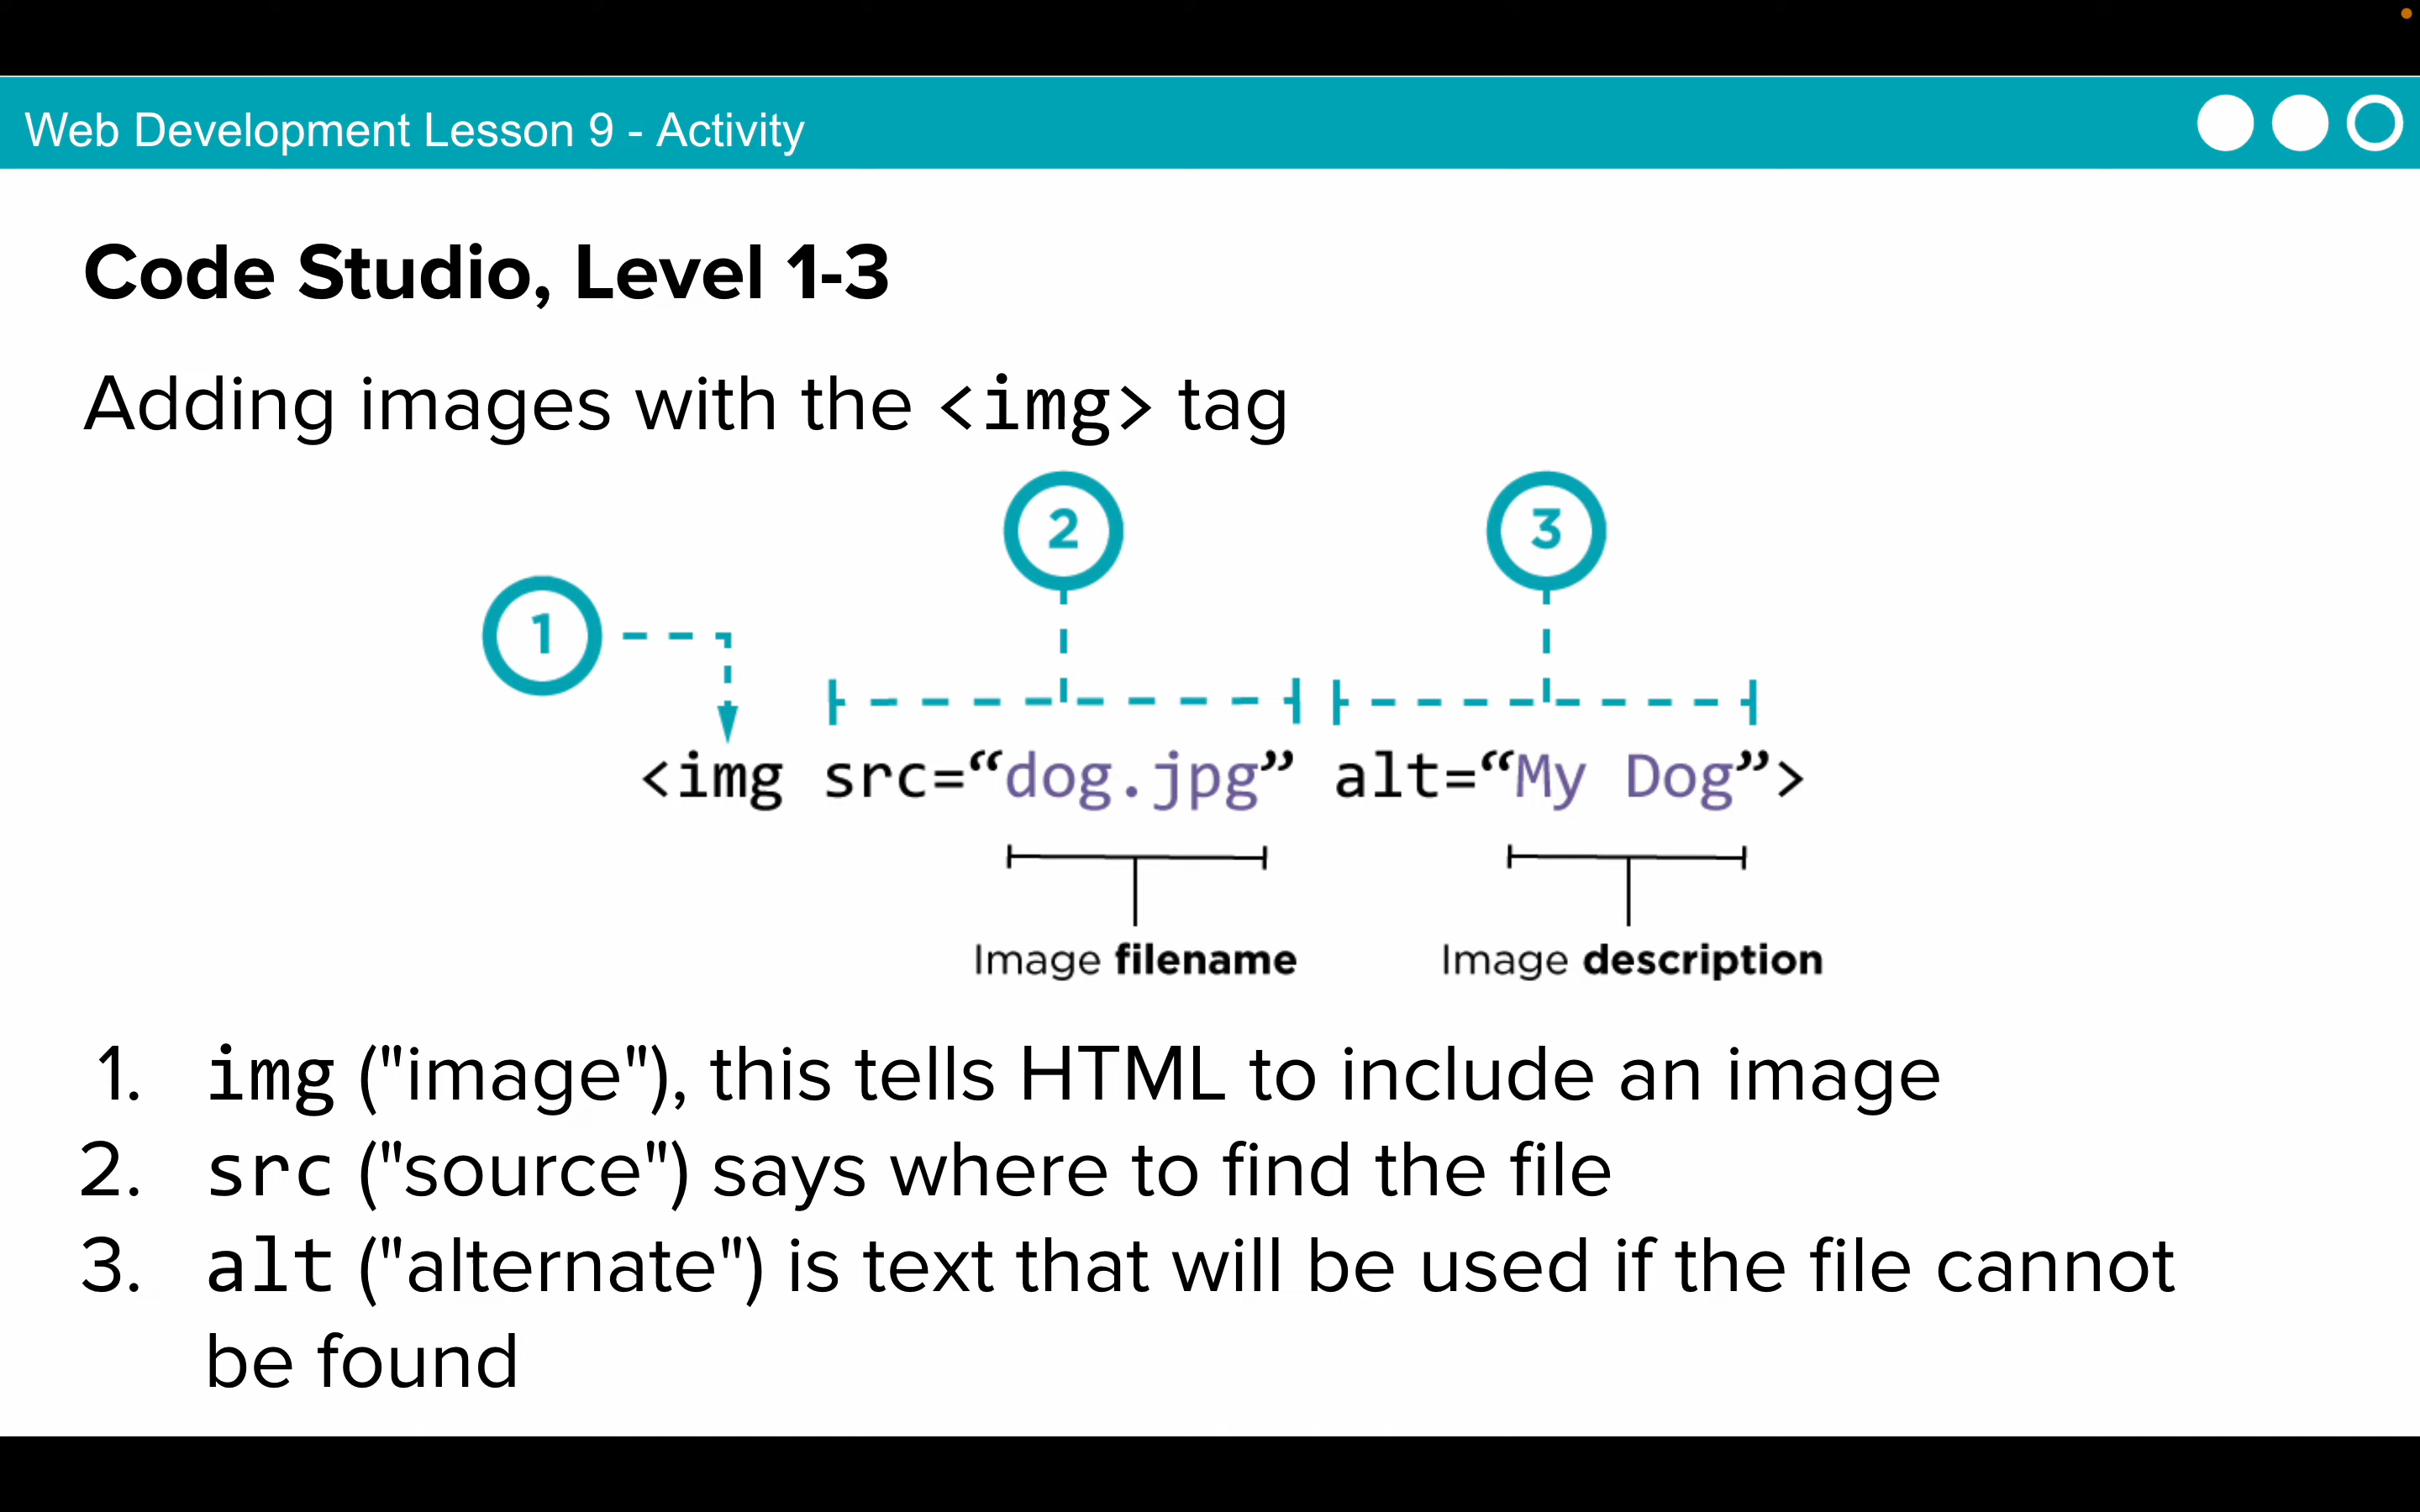 Web Development Lesson 9 - Activity
Code Studio, Level 1-3
Adding images with the <img> tag
1
2
3
<img src=“dog.jpg” alt=“My Dog”>
Image filename
Image description
1. img ("image"), this tells HTML to include an image
2. src ("source") says where to find the file
3. alt ("alternate") is text that will be used if the file cannot
be found